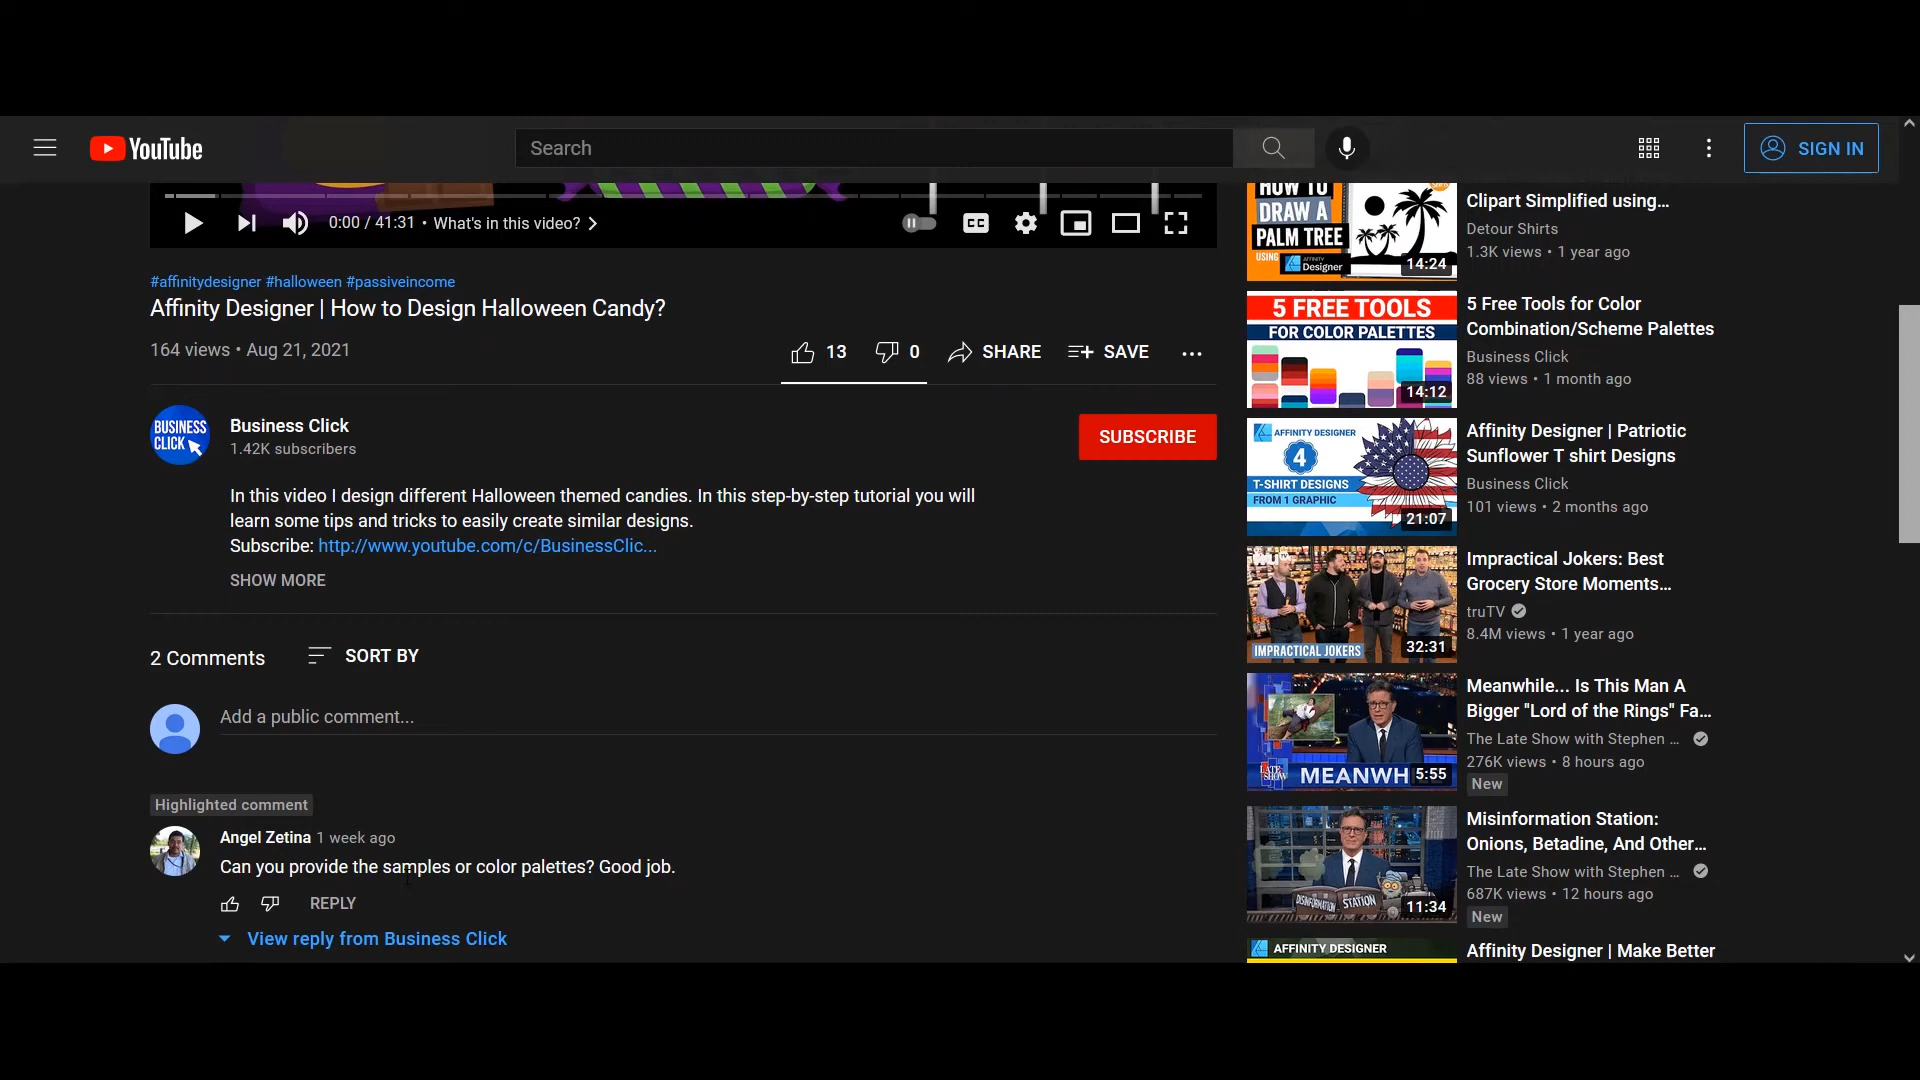 YouTube
Search
SIGN IN
0:00 / 41:31 • What's in this video?
CC
#affinitydesigner #halloween #passiveincome
Affinity Designer | How to Design Halloween Candy?
164 views • Aug 21, 2021
13
0
SHARE
SAVE
BUSINESS
CLICK
Business Click
1.42K subscribers
SUBSCRIBE
In this video I design different Halloween themed candies. In this step-by-step tutorial you will
learn some tips and tricks to easily create similar designs.
Subscribe: http://www.youtube.com/c/BusinessClic...
SHOW MORE
2 Comments
SORT BY
Add a public comment...
Highlighted comment
Angel Zetina 1 week ago
Can you provide the samples or color palettes? Good job.
REPLY
View reply from Business Click
HOW TO
DRAW A
PALM TREE
USING
AFFINITY
Designer
14:24
Clipart Simplified using...
Detour Shirts
1.3K views • 1 year ago
5 FREE TOOLS
FOR COLOR PALETTES
14:12
5 Free Tools for Color
Combination/Scheme Palettes
Business Click
88 views • 1 month ago
AFFINITY DESIGNER
4
T-SHIRT DESIGNS
FROM 1 GRAPHIC
21:07
Affinity Designer | Patriotic
Sunflower T shirt Designs
Business Click
101 views • 2 months ago
IMPRACTICAL JOKERS
32:31
Impractical Jokers: Best
Grocery Store Moments...
truTV
8.4M views • 1 year ago
LATE
SHOW
MEANWH
5:55
Meanwhile... Is This Man A
Bigger "Lord of the Rings" Fa...
The Late Show with Stephen ...
276K views • 8 hours ago
New
DISINFORMATION STATION
11:34
Misinformation Station:
Onions, Betadine, And Other...
The Late Show with Stephen ...
687K views • 12 hours ago
New
AFFINITY DESIGNER
Affinity Designer | Make Better